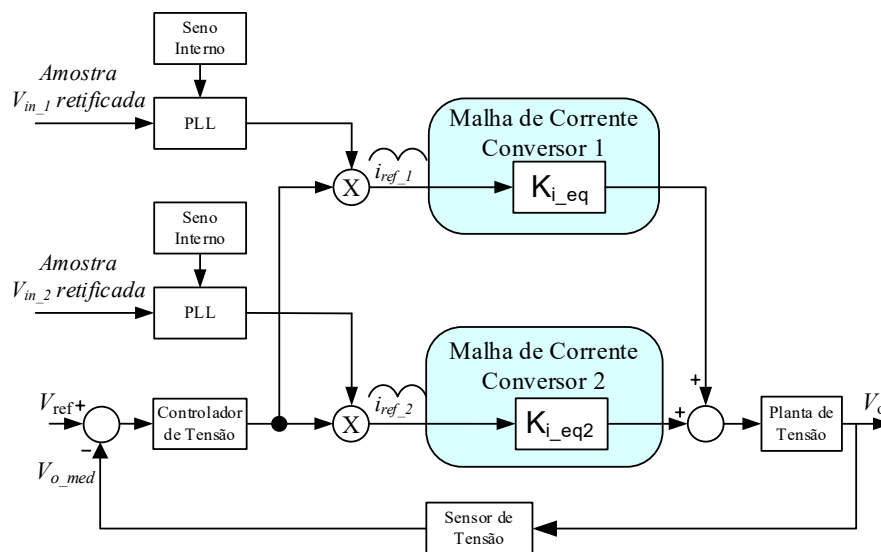 Seno
Interno
Amostra
V_in_1 retificada
PLL
X
i_ref_1
Malha de Corrente
Conversor 1
K_i_eq
Seno
Interno
Amostra
V_in_2 retificada
PLL
Malha de Corrente
Conversor 2
V_ref
+
−
Controlador
de Tensão
X
i_ref_2
K_i_eq2
+
+
Planta de
Tensão
V_o
V_o_med
Sensor de
Tensão